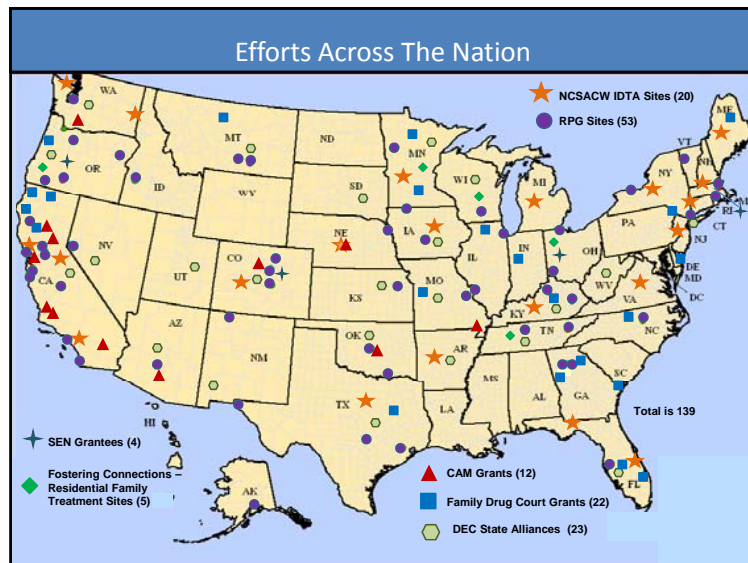 Efforts Across The Nation
NCSACW IDTA Sites (20)
RPG Sites (53)
WA
MT
ND
MN
WI
MI
ME
VT
NH
NY
OR
ID
WY
SD
IA
NE
PA
RI
CT
NJ
NV
UT
CO
CA
KS
MO
IL
IN
OH
DE
MD
DC
WV
VA
KY
AZ
NM
OK
AR
TN
NC
SC
MS
AL
GA
TX
LA
FL
HI
AK
Total is 139
SEN Grantees (4)
Fostering Connections –
Residential Family
Treatment Sites (5)
CAM Grants (12)
Family Drug Court Grants (22)
DEC State Alliances (23)